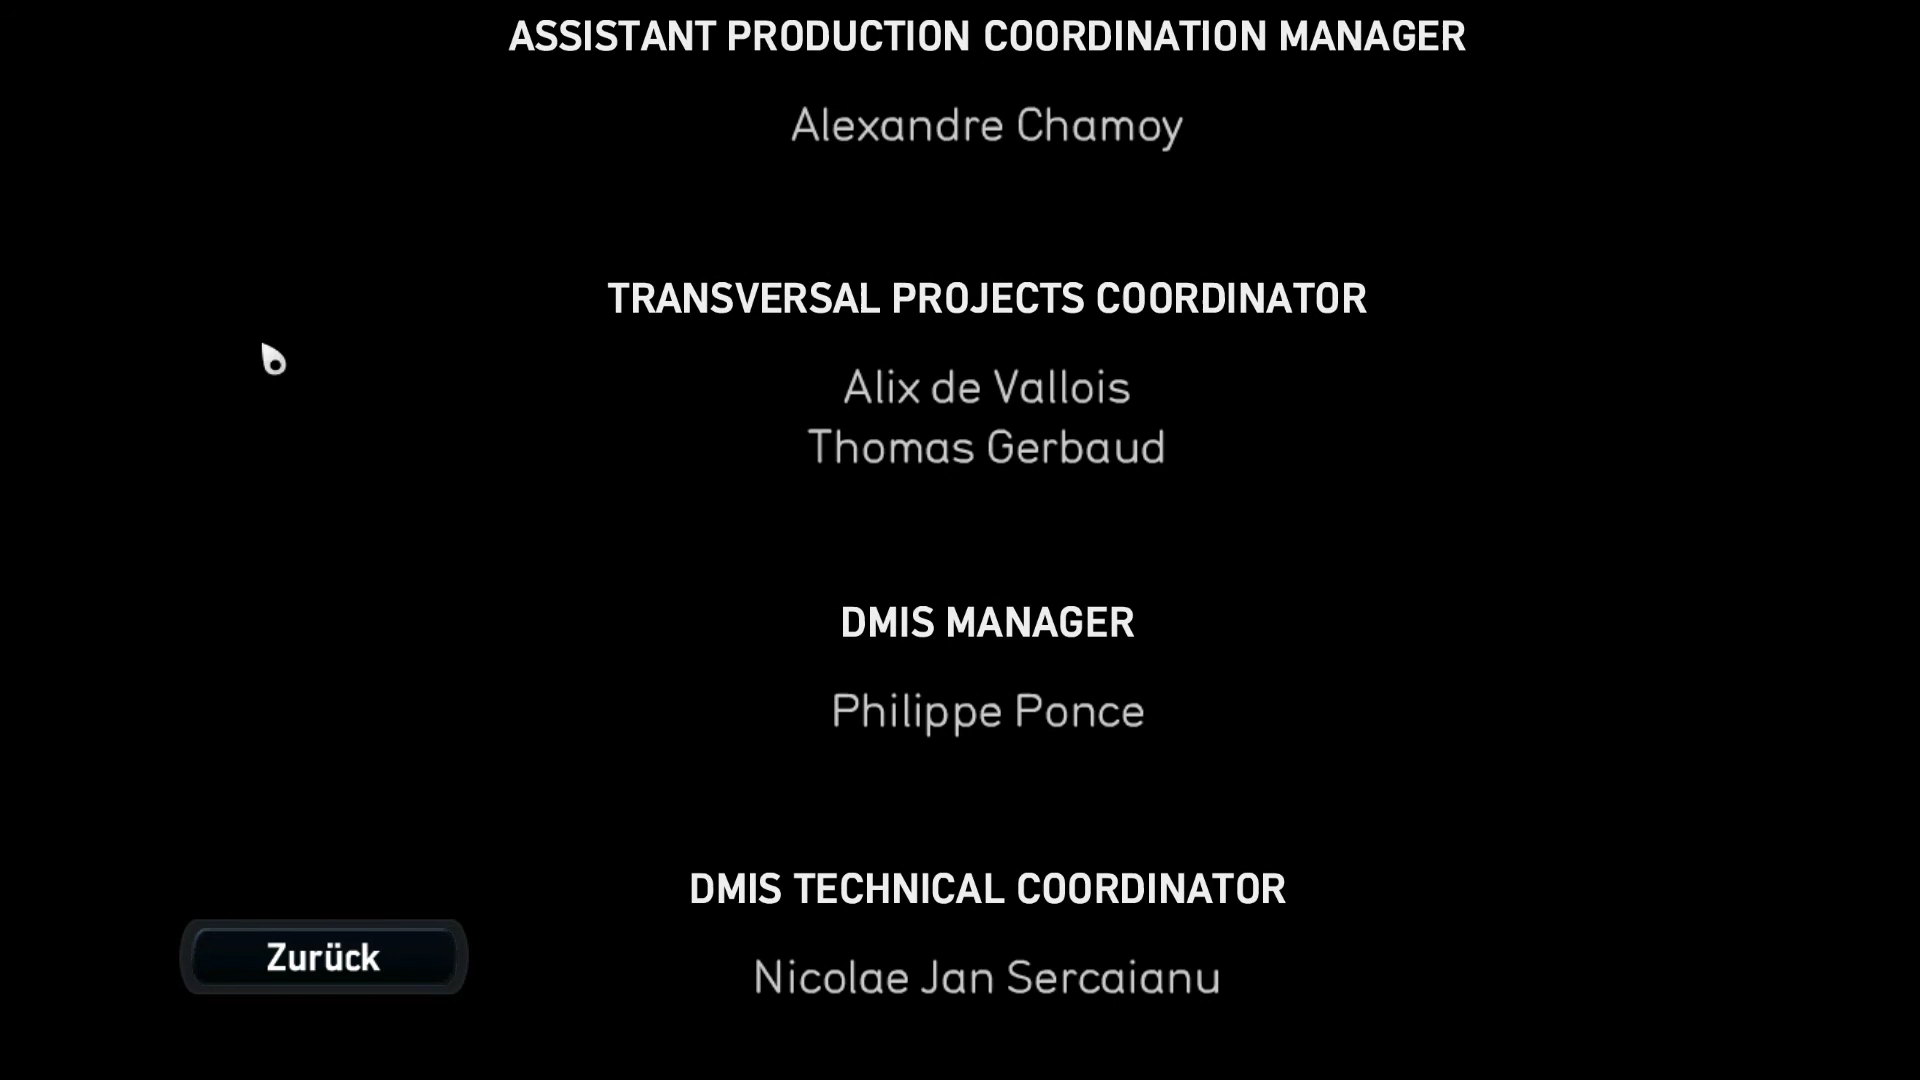 ASSISTANT PRODUCTION COORDINATION MANAGER
Alexandre Chamoy
TRANSVERSAL PROJECTS COORDINATOR
Alix de Vallois
Thomas Gerbaud
DMIS MANAGER
Philippe Ponce
DMIS TECHNICAL COORDINATOR
Nicolae Jan Sercaianu
Zurück